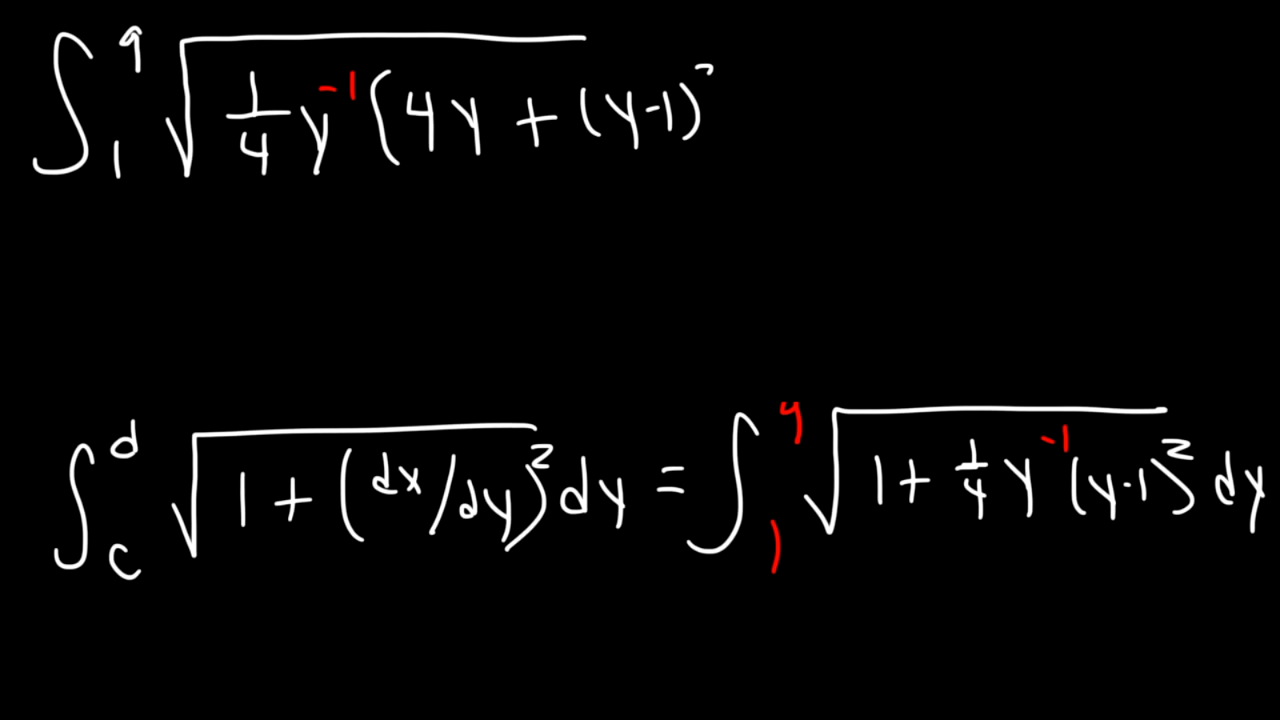 ∫₁⁹ √(1/4 y⁻¹ (4y + (y-1)²
∫_c^d √(1 + (dx/dy)²) dy = ∫₁⁹ √(1 + 1/4 y⁻¹ (y-1)²) dy